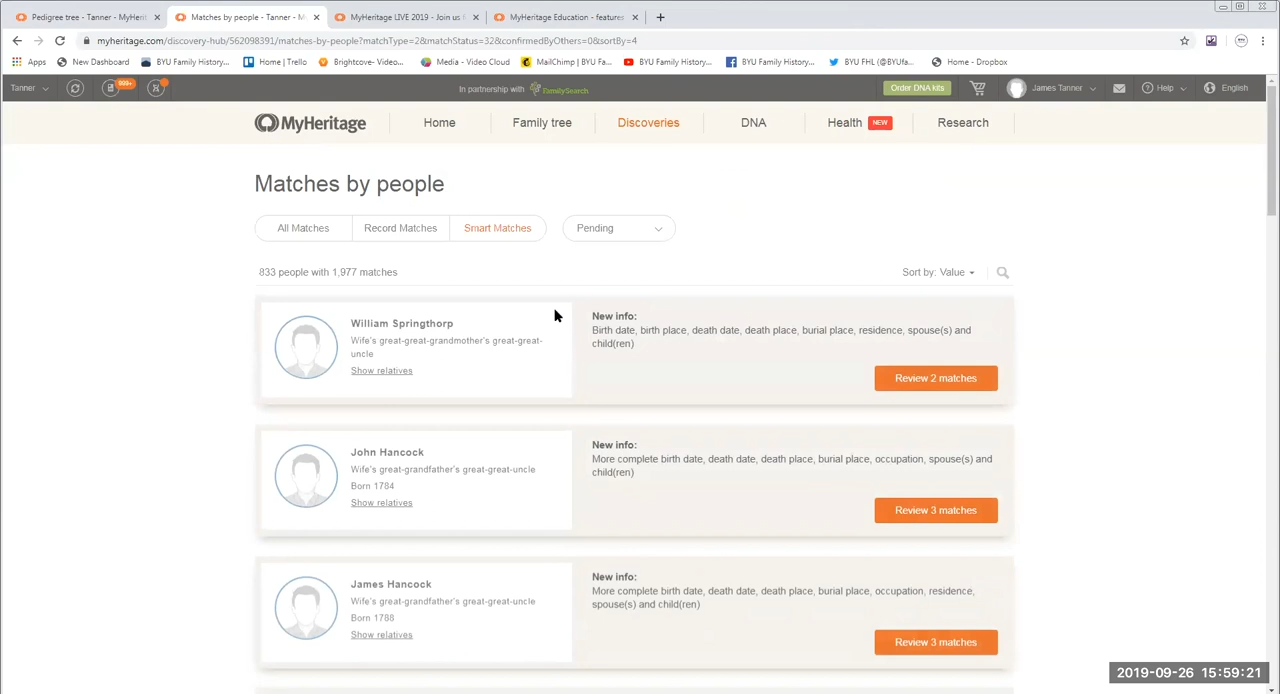 Pedigree tree - Tanner - MyHerit
Matches by people - Tanner - M
MyHeritage LIVE 2019 - Join us f
MyHeritage Education - features
myheritage.com/discovery-hub/562098391/matches-by-people?matchType=2&matchStatus=32&confirmedByOthers=0&sortBy=4
Apps
New Dashboard
BYU Family History...
Home | Trello
Brightcove- Video...
Media - Video Cloud
MailChimp | BYU Fa...
BYU Family History...
BYU Family History...
BYU FHL (@BYUfa...
Home - Dropbox
Tanner
999+
In partnership with FamilySearch
Order DNA kits
James Tanner
Help
English
MyHeritage
Home
Family tree
Discoveries
DNA
Health NEW
Research
Matches by people
All Matches
Record Matches
Smart Matches
Pending
833 people with 1,977 matches
Sort by: Value
William Springthorp
Wife's great-great-grandmother's great-great-
uncle
Show relatives
New info:
Birth date, birth place, death date, death place, burial place, residence, spouse(s) and
child(ren)
Review 2 matches
John Hancock
Wife's great-grandfather's great-great-uncle
Born 1784
Show relatives
New info:
More complete birth date, death date, death place, burial place, occupation, spouse(s) and
child(ren)
Review 3 matches
James Hancock
Wife's great-grandfather's great-great-uncle
Born 1788
Show relatives
New info:
More complete birth date, death date, death place, burial place, occupation, residence,
spouse(s) and child(ren)
Review 3 matches
2019-09-26 15:59:21